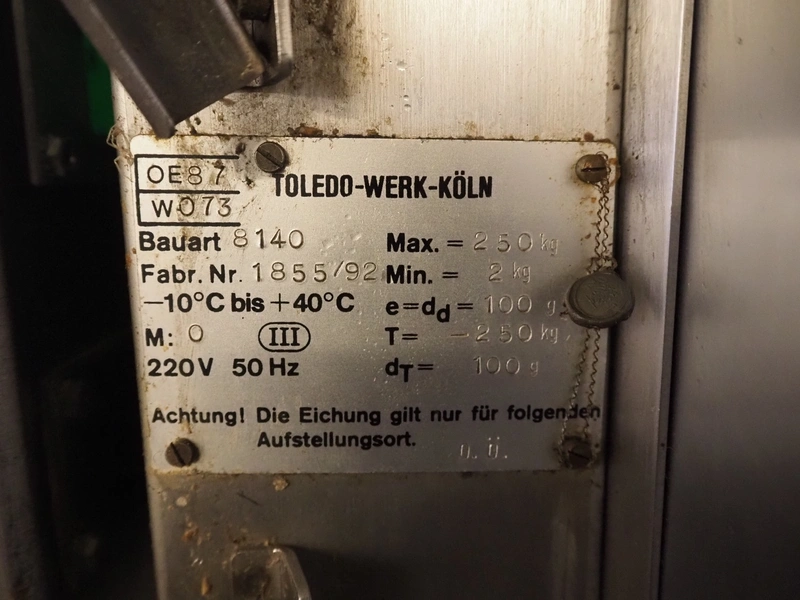 OE87
W073
TOLEDO-WERK-KÖLN
Bauart 8140
Max. = 250 kg
Fabr. Nr. 1855/92
Min. = 2 kg
−10°C bis +40°C
e=dd= 100 g
M: 0
III
T= −250 kg
220V 50 Hz
dT= 100 g
Achtung! Die Eichung gilt nur für folgenden
Aufstellungsort. n.ö.